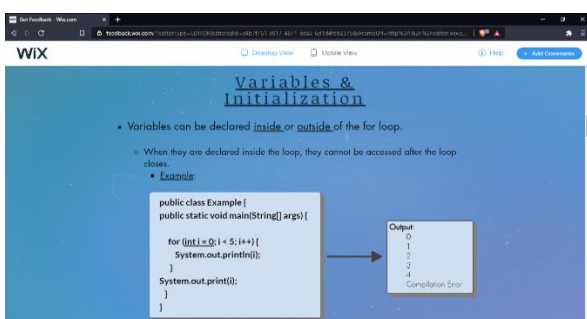 Get Feedback - Wix.com
WiX
Desktop View
Mobile View
Help
+ Add Comments
Variables &
Initialization
• Variables can be declared inside or outside of the for loop.
When they are declared inside the loop, they cannot be accessed after the loop
closes.
▪ Example:
public class Example {
public static void main(String[] args) {
for (int i = 0; i < 5; i++) {
System.out.println(i);
}
System.out.print(i);
}
}
Output:
0
1
2
3
4
Compilation Error